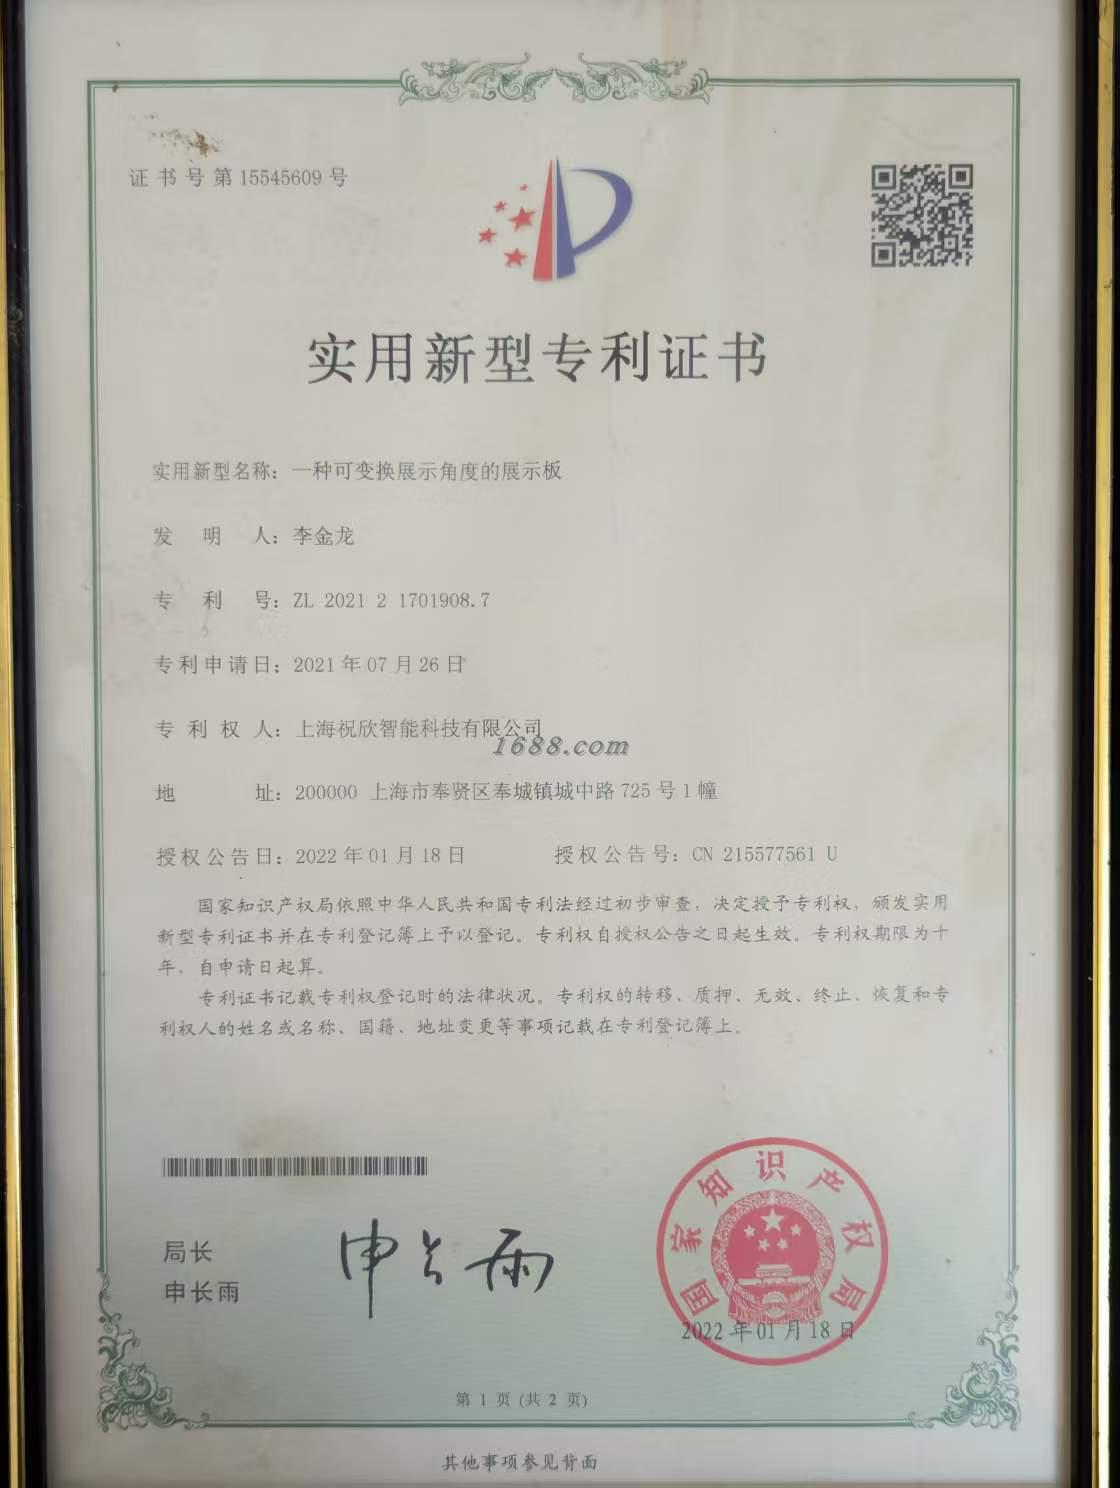 证书号第15545609号
实用新型专利证书
实用新型名称：一种可变换展示角度的展示板
发明人：李金龙
专利号：ZL 2021 2 1701908.7
专利申请日：2021年07月26日
专利权人：上海祝欣智能科技有限公司
1688.com
地址：200000 上海市奉贤区奉城镇城中路725号1幢
授权公告日：2022年01月18日 授权公告号：CN 215577561 U
国家知识产权局依照中华人民共和国专利法经过初步审查，决定授予专利权，颁发实用
新型专利证书并在专利登记簿上予以登记。专利权自授权公告之日起生效。专利权期限为十
年，自申请日起算。
专利证书记载专利权登记时的法律状况。专利权的转移、质押、无效、终止、恢复和专
利权人的姓名或名称、国籍、地址变更等事项记载在专利登记簿上。
局长
申长雨
申长雨
国家知识产权局
2022年01月18日
第 1 页 (共 2 页)
其他事项参见背面